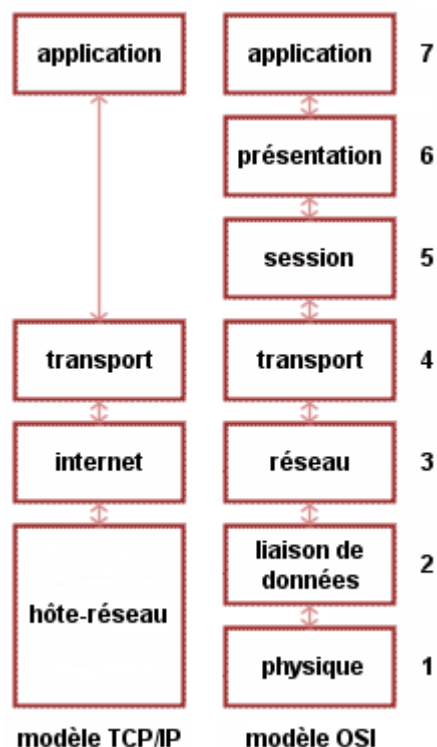 application application 7
présentation 6
session 5
transport transport 4
internet réseau 3
liaison de
données 2
hôte-réseau
physique 1
modèle TCP/IP modèle OSI